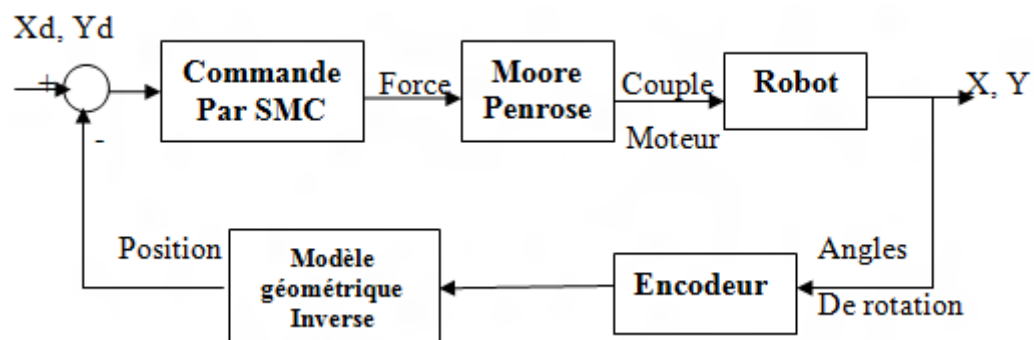 Xd, Yd
+
-
Commande
Par SMC
Force
Moore
Penrose
Couple
Moteur
Robot
X, Y
Position
Modèle
géométrique
Inverse
Encodeur
Angles
De rotation